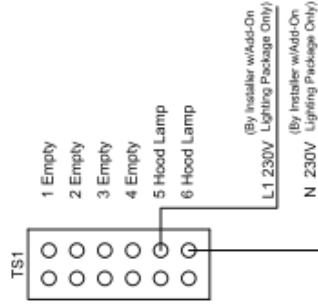 TS1
1 Empty
2 Empty
3 Empty
4 Empty
5 Hood Lamp
6 Hood Lamp
(By Installer w/Add-On
L1 230V Lighting Package Only)
(By Installer w/Add-On
N 230V Lighting Package Only)